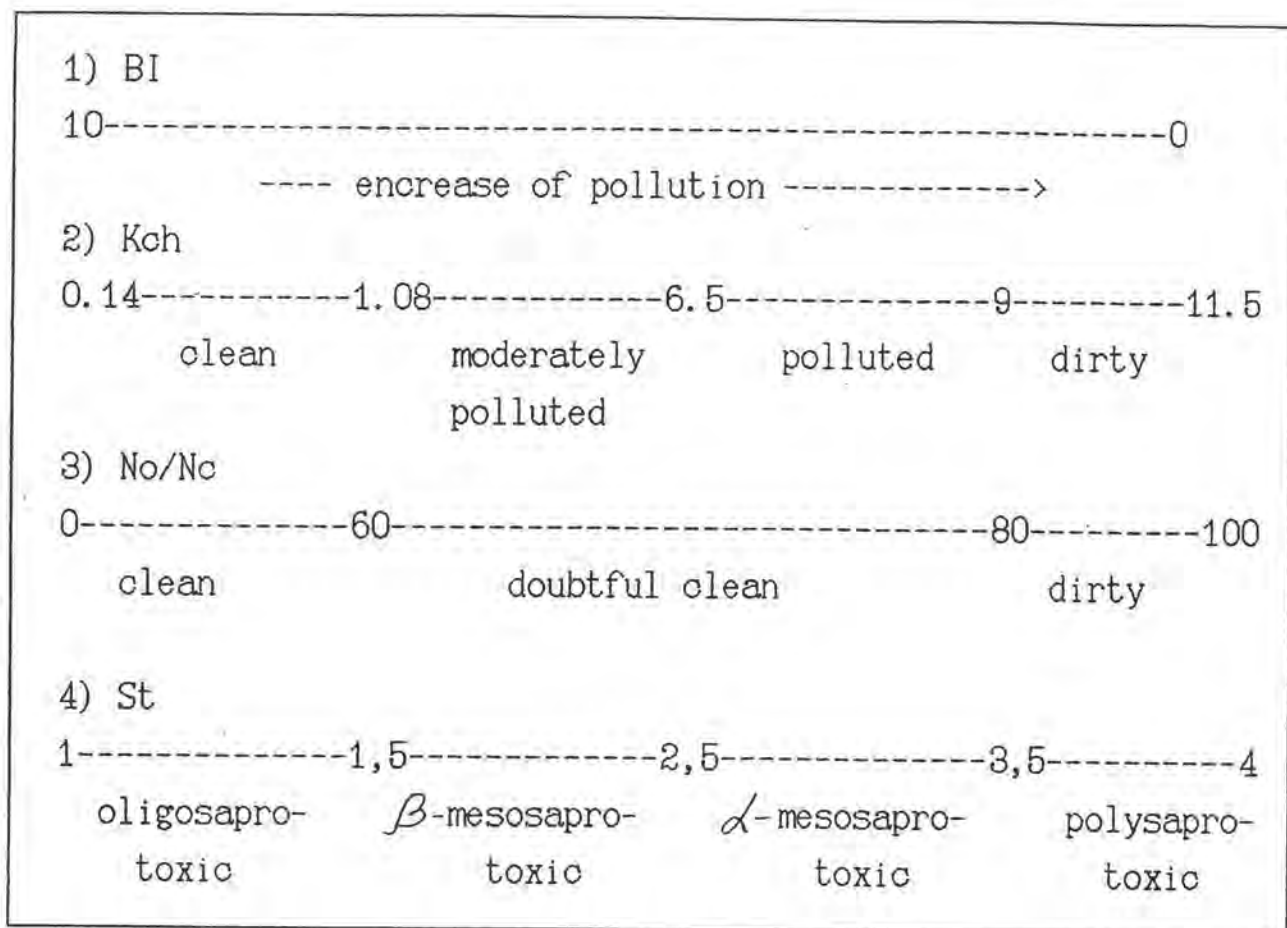 1) BI
10----------------------------------------------------------0
---- encrease of pollution ------------->
2) Kch
0.14-----------1.08------------6.5--------------9---------11.5
clean moderately polluted dirty
polluted
3) No/Nc
0--------------60--------------------------------80---------100
clean doubtful clean dirty
4) St
1--------------1,5-------------2,5--------------3,5----------4
oligosapro- β-mesosapro- α-mesosapro- polysapro-
toxic toxic toxic toxic